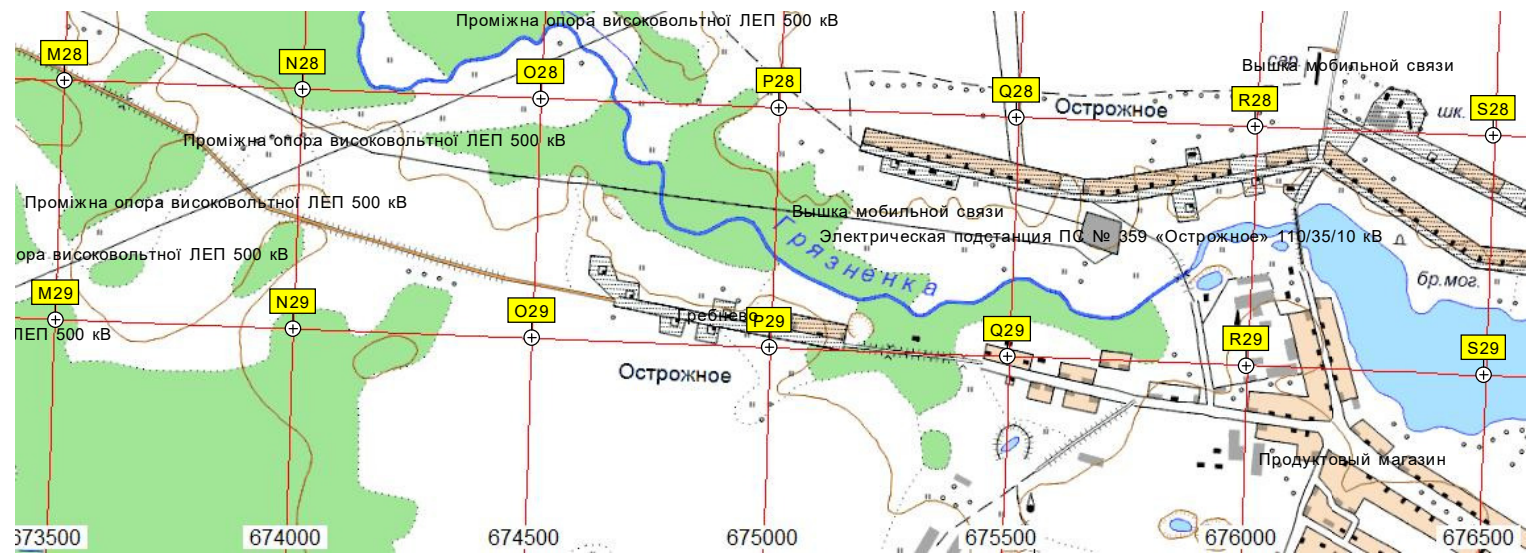 Проміжна опора високовольтної ЛЕП 500 кВ
M28
N28
O28
P28
Q28
R28
S28
сар.
Вышка мобильной связи
Острожное
шк.
Проміжна опора високовольтної ЛЕП 500 кВ
Проміжна опора високовольтної ЛЕП 500 кВ
Вышка мобильной связи
Грязнёнка
Электрическая подстанция ПС № 359 «Острожное» 110/35/10 кВ
ора високовольтної ЛЕП 500 кВ
бр.мог.
M29
N29
O29
Гребнево
P29
Q29
R29
S29
ЛЕП 500 кВ
Острожное
Продуктовый магазин
673500
674000
674500
675000
675500
676000
676500